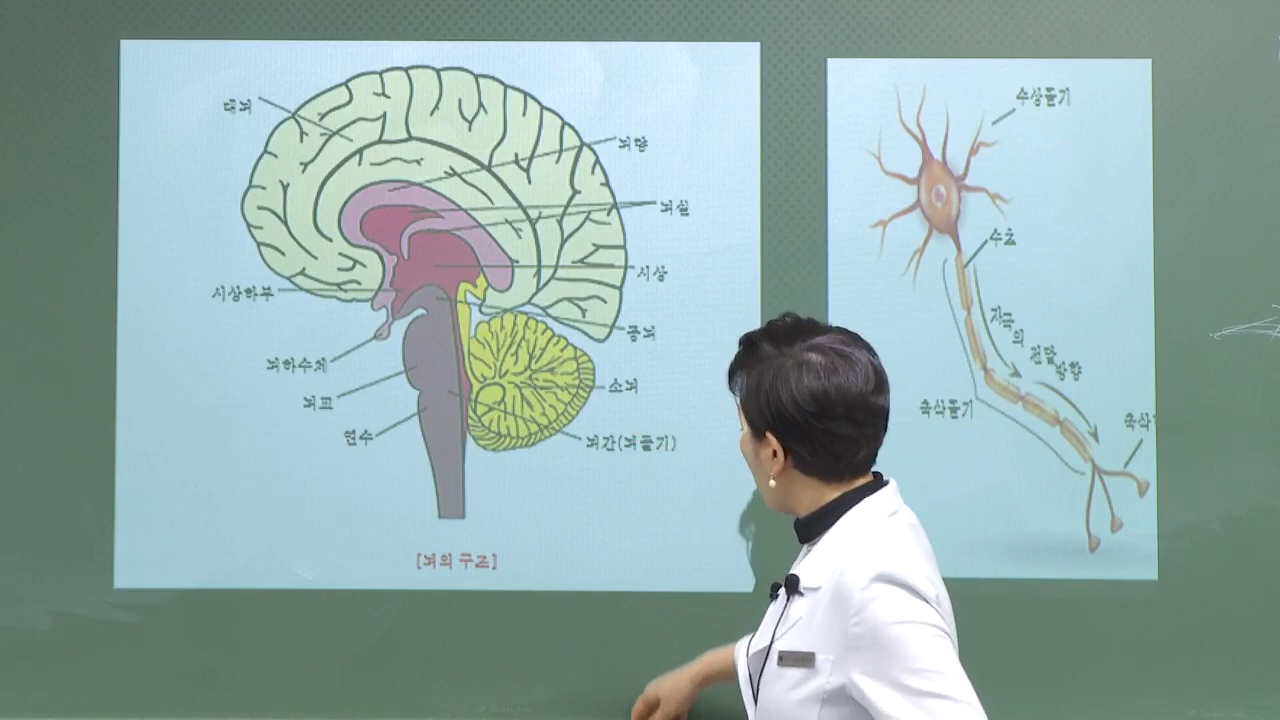 대뇌
뇌량
뇌실
시상
시상하부
중뇌
뇌하수체
소뇌
뇌교
연수
뇌간(뇌줄기)
[뇌의 구조]
수상돌기
수초
자극
의
전달
방향
축삭돌기
축삭